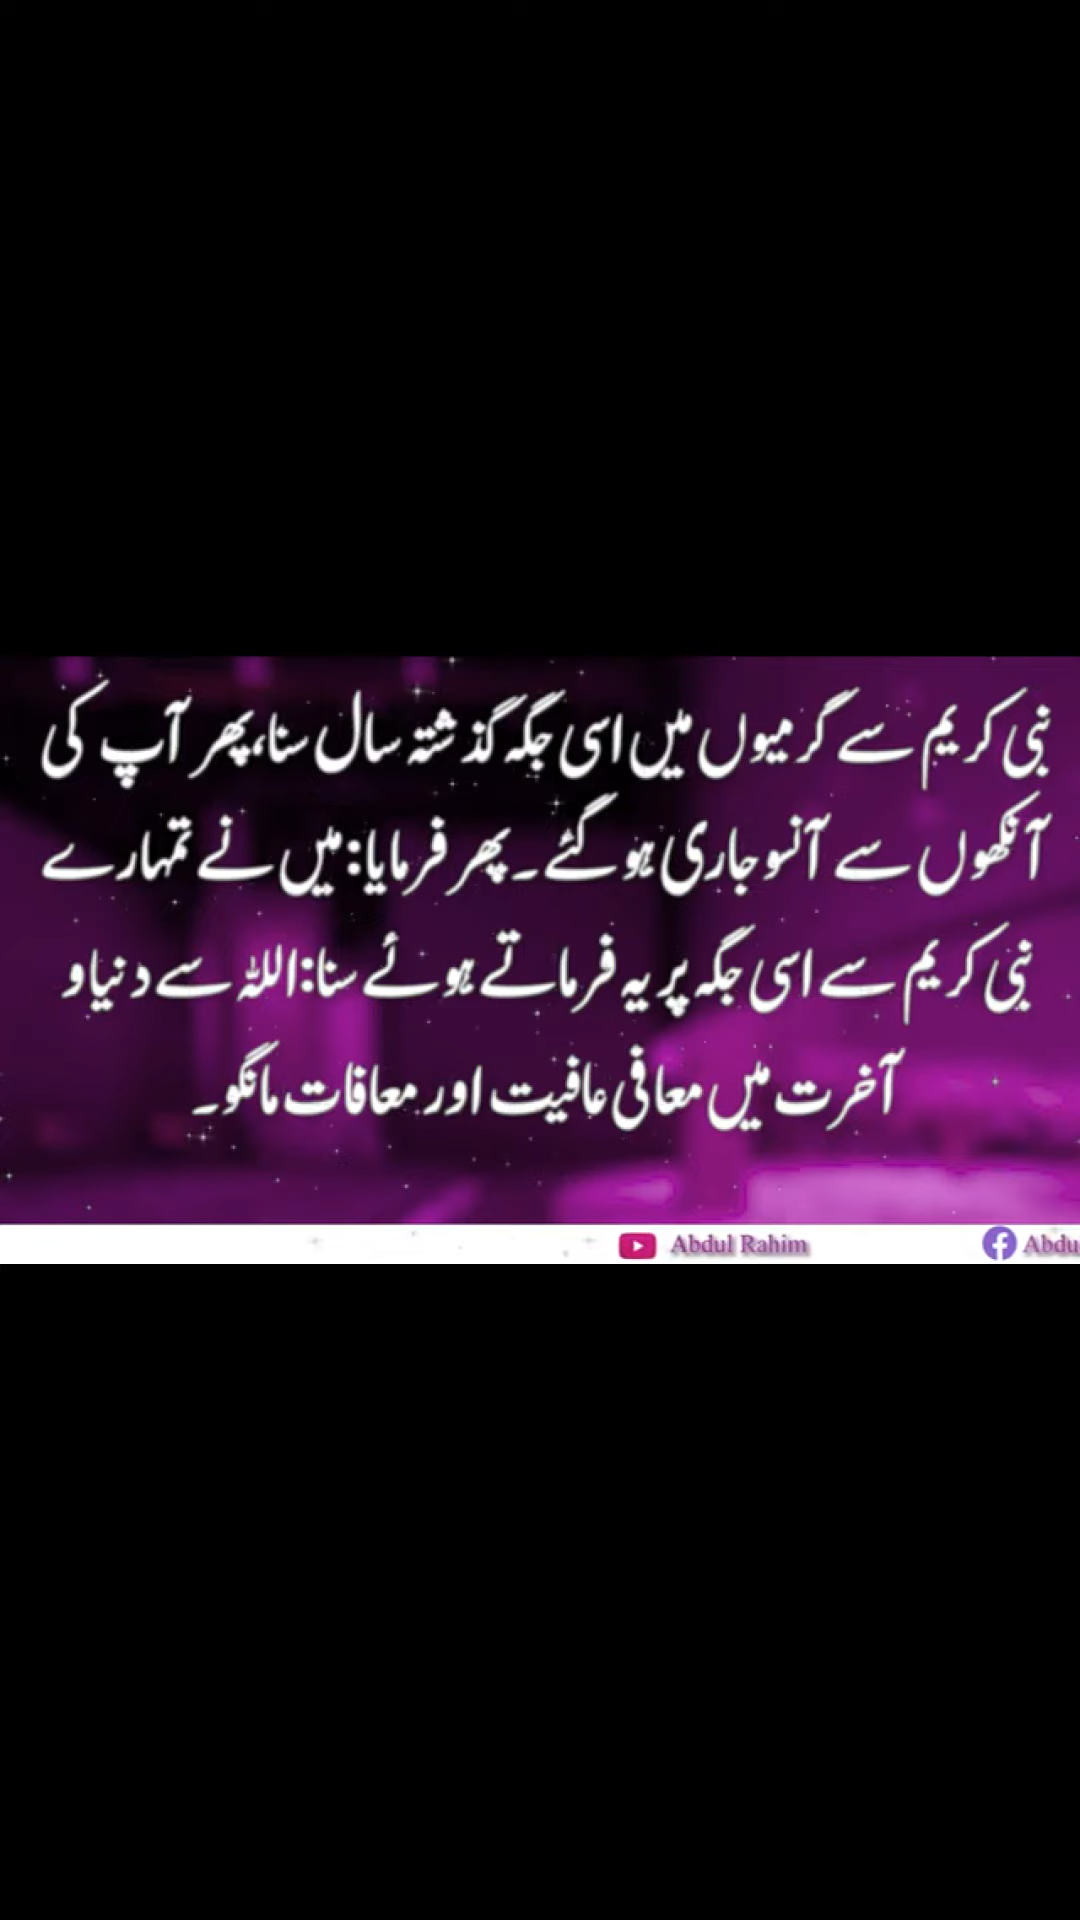 نبی کریم سے گرمیوں میں اسی جگہ گذشتہ سال سنا، پھر آپ کی
آنکھوں سے آنسو جاری ہو گئے۔ پھر فرمایا: میں نے تمہارے
نبی کریم سے اسی جگہ پر یہ فرماتے ہوئے سنا: اللہ سے دنیا و
آخرت میں معافی عافیت اور معافات مانگو۔
Abdul Rahim
Abdu